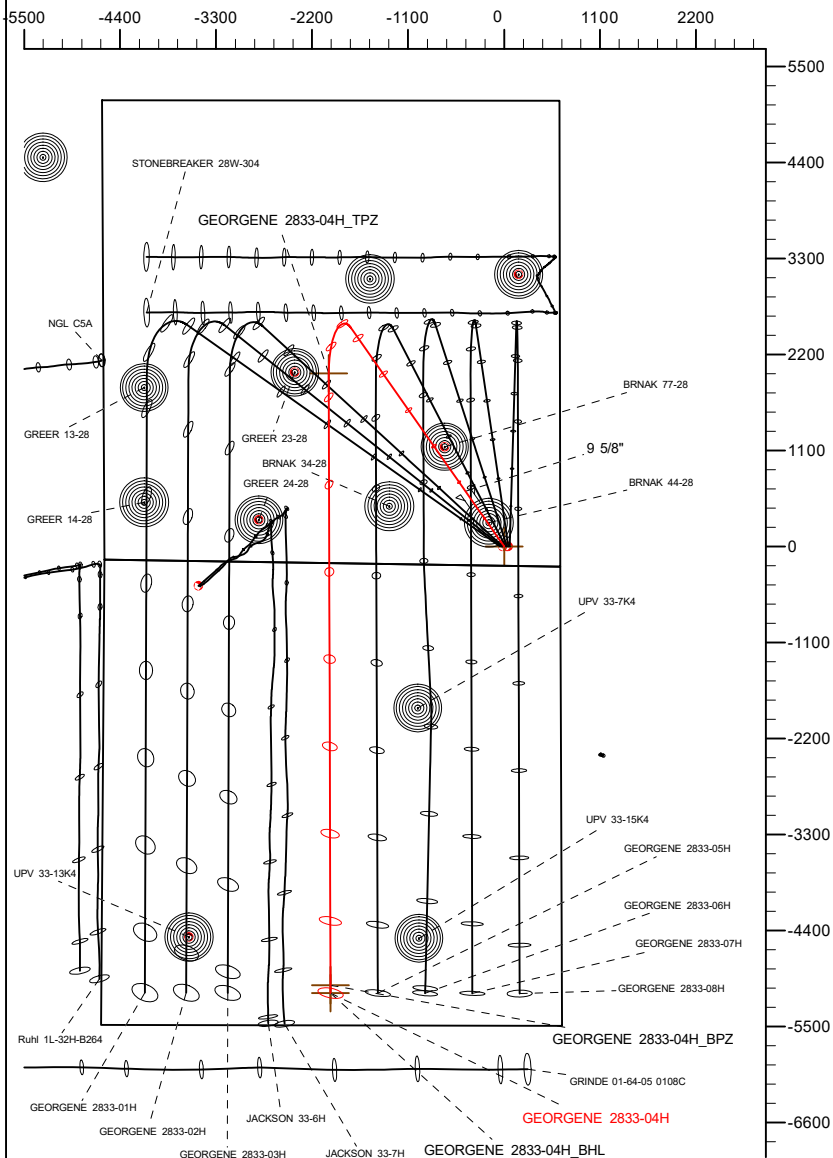 -5500 -4400 -3300 -2200 -1100 0 1100 2200
5500
4400
STONEBREAKER 28W-304
GEORGENE 2833-04H_TPZ
3300
NGL C5A
2200
BRNAK 77-28
GREER 13-28
GREER 23-28
9 5/8"
1100
BRNAK 34-28
GREER 24-28
BRNAK 44-28
GREER 14-28
0
UPV 33-7K4
-1100
-2200
UPV 33-15K4
-3300
GEORGENE 2833-05H
UPV 33-13K4
GEORGENE 2833-06H
-4400
GEORGENE 2833-07H
GEORGENE 2833-08H
Ruhl 1L-32H-B264
GEORGENE 2833-04H_BPZ
-5500
GRINDE 01-64-05 0108C
GEORGENE 2833-01H
JACKSON 33-6H
GEORGENE 2833-04H
-6600
GEORGENE 2833-02H
GEORGENE 2833-03H
JACKSON 33-7H
GEORGENE 2833-04H_BHL